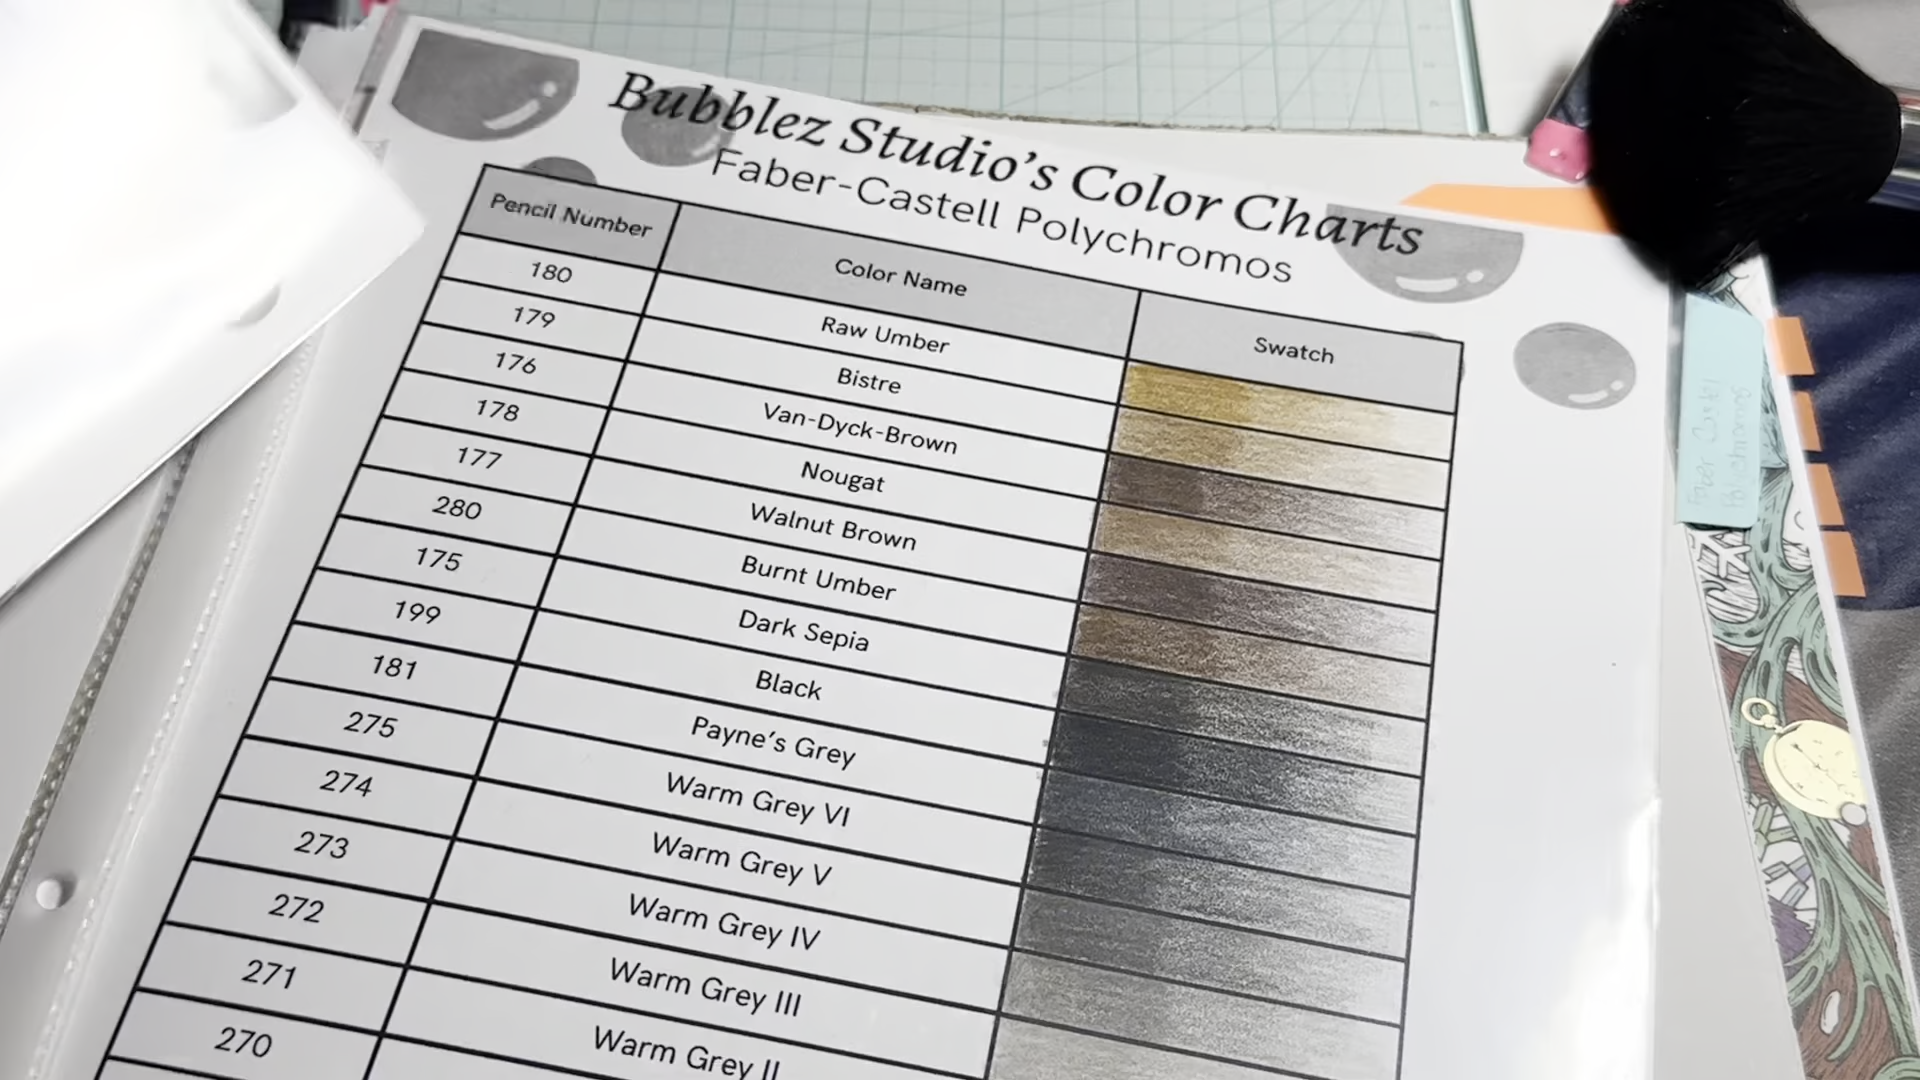 Bubblez Studio's Color Charts
Faber-Castell Polychromos
Pencil Number Color Name Swatch
180 Raw Umber
179 Bistre
176 Van-Dyck-Brown
178 Nougat
177 Walnut Brown
280 Burnt Umber
175 Dark Sepia
199 Black
181 Payne's Grey
275 Warm Grey VI
274 Warm Grey V
273 Warm Grey IV
272 Warm Grey III
271 Warm Grey II
270